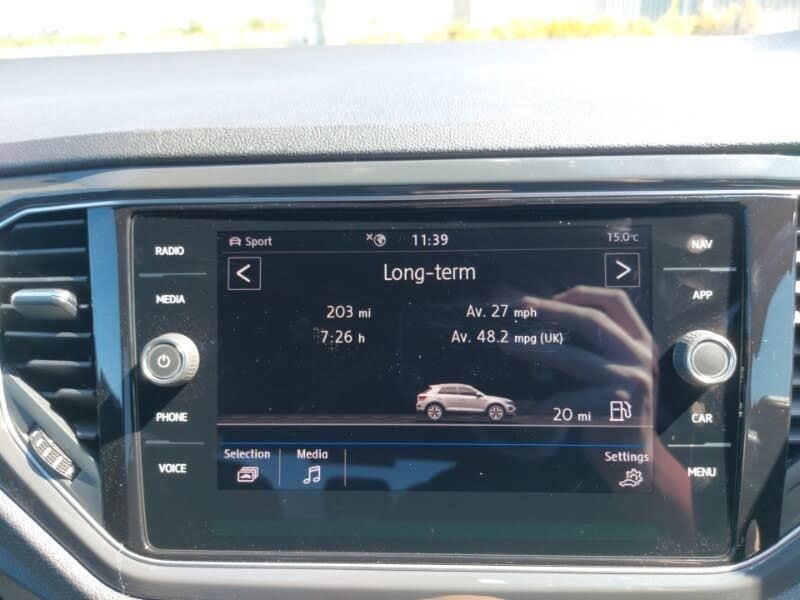 RADIO
MEDIA
PHONE
VOICE
Sport 11:39 15,0°C
Long-term
203 mi Av. 27 mph
7:26 h Av. 48.2 mpg (UK)
20 mi
Selection Media Settings
NAV
APP
CAR
MENU